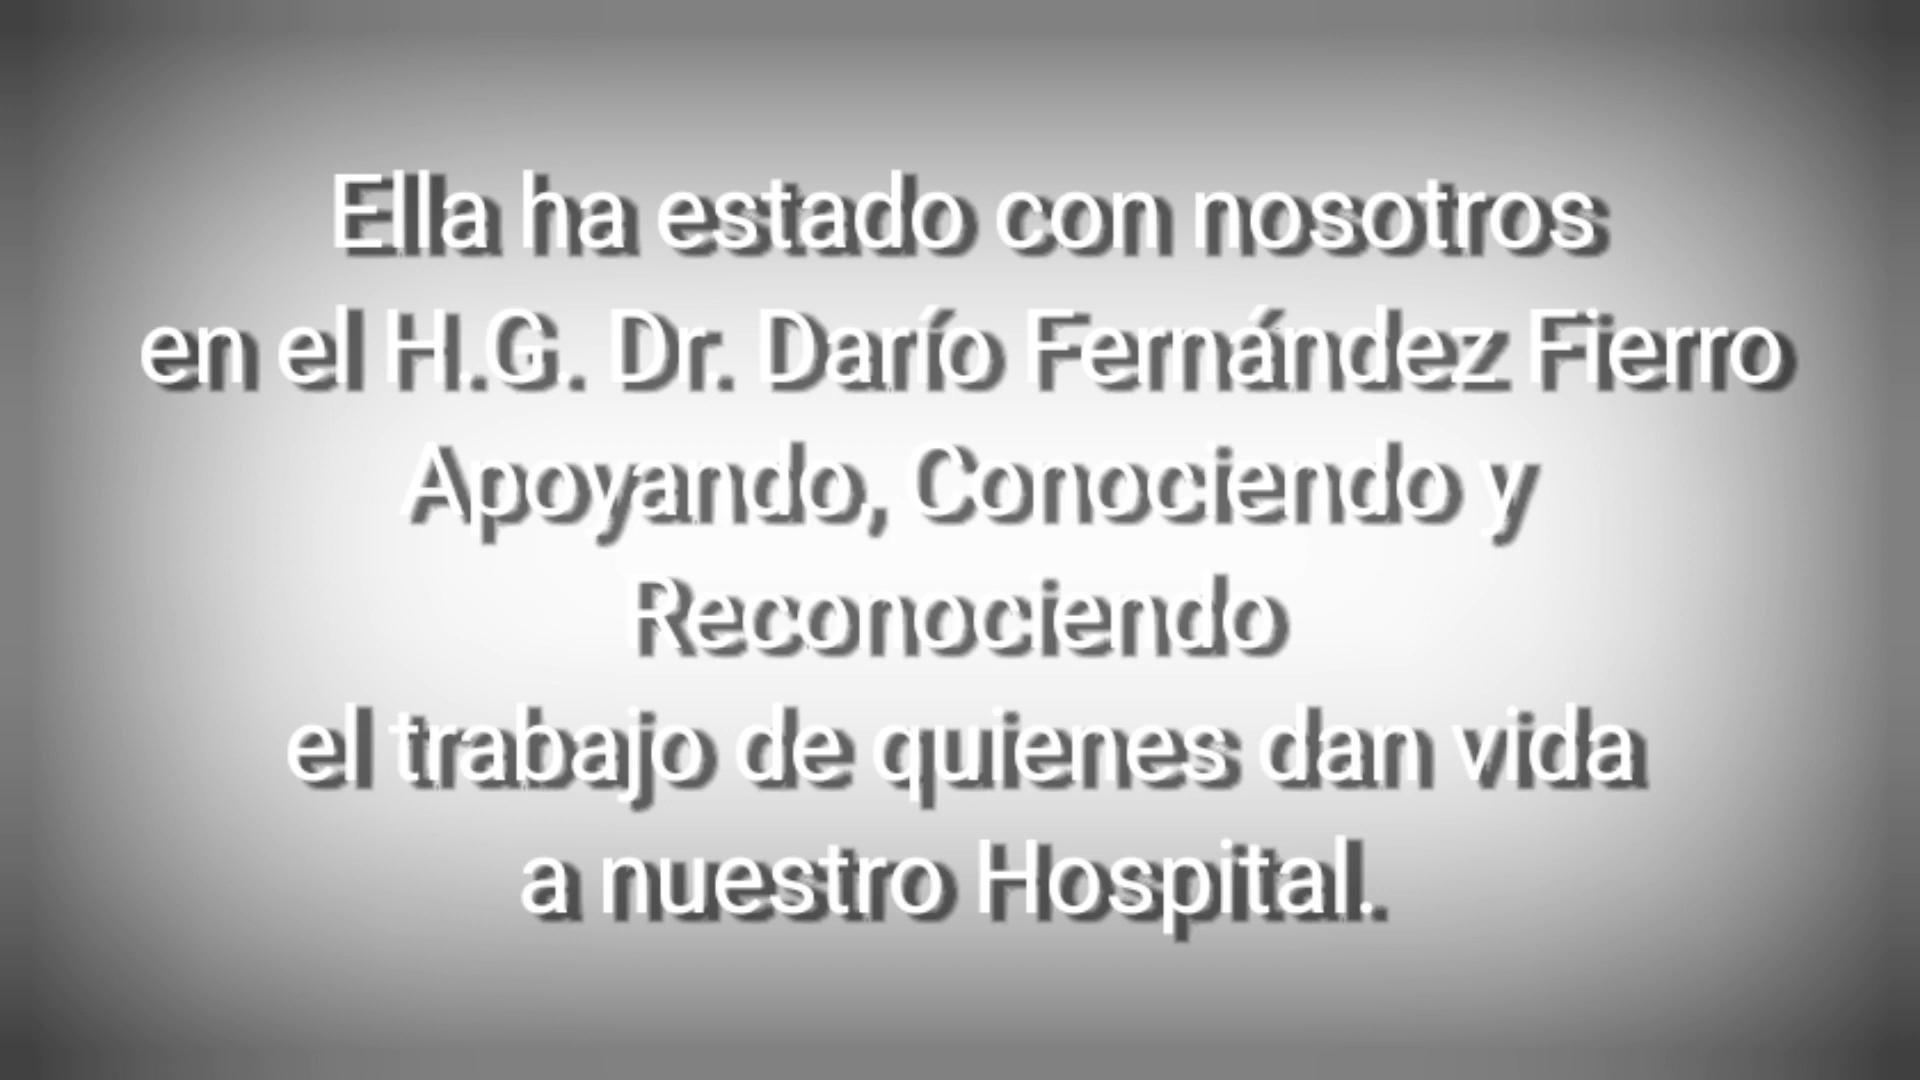 Ella ha estado con nosotros
en el H.G. Dr. Darío Fernández Fierro
Apoyando, Conociendo y
Reconociendo
el trabajo de quienes dan vida
a nuestro Hospital.